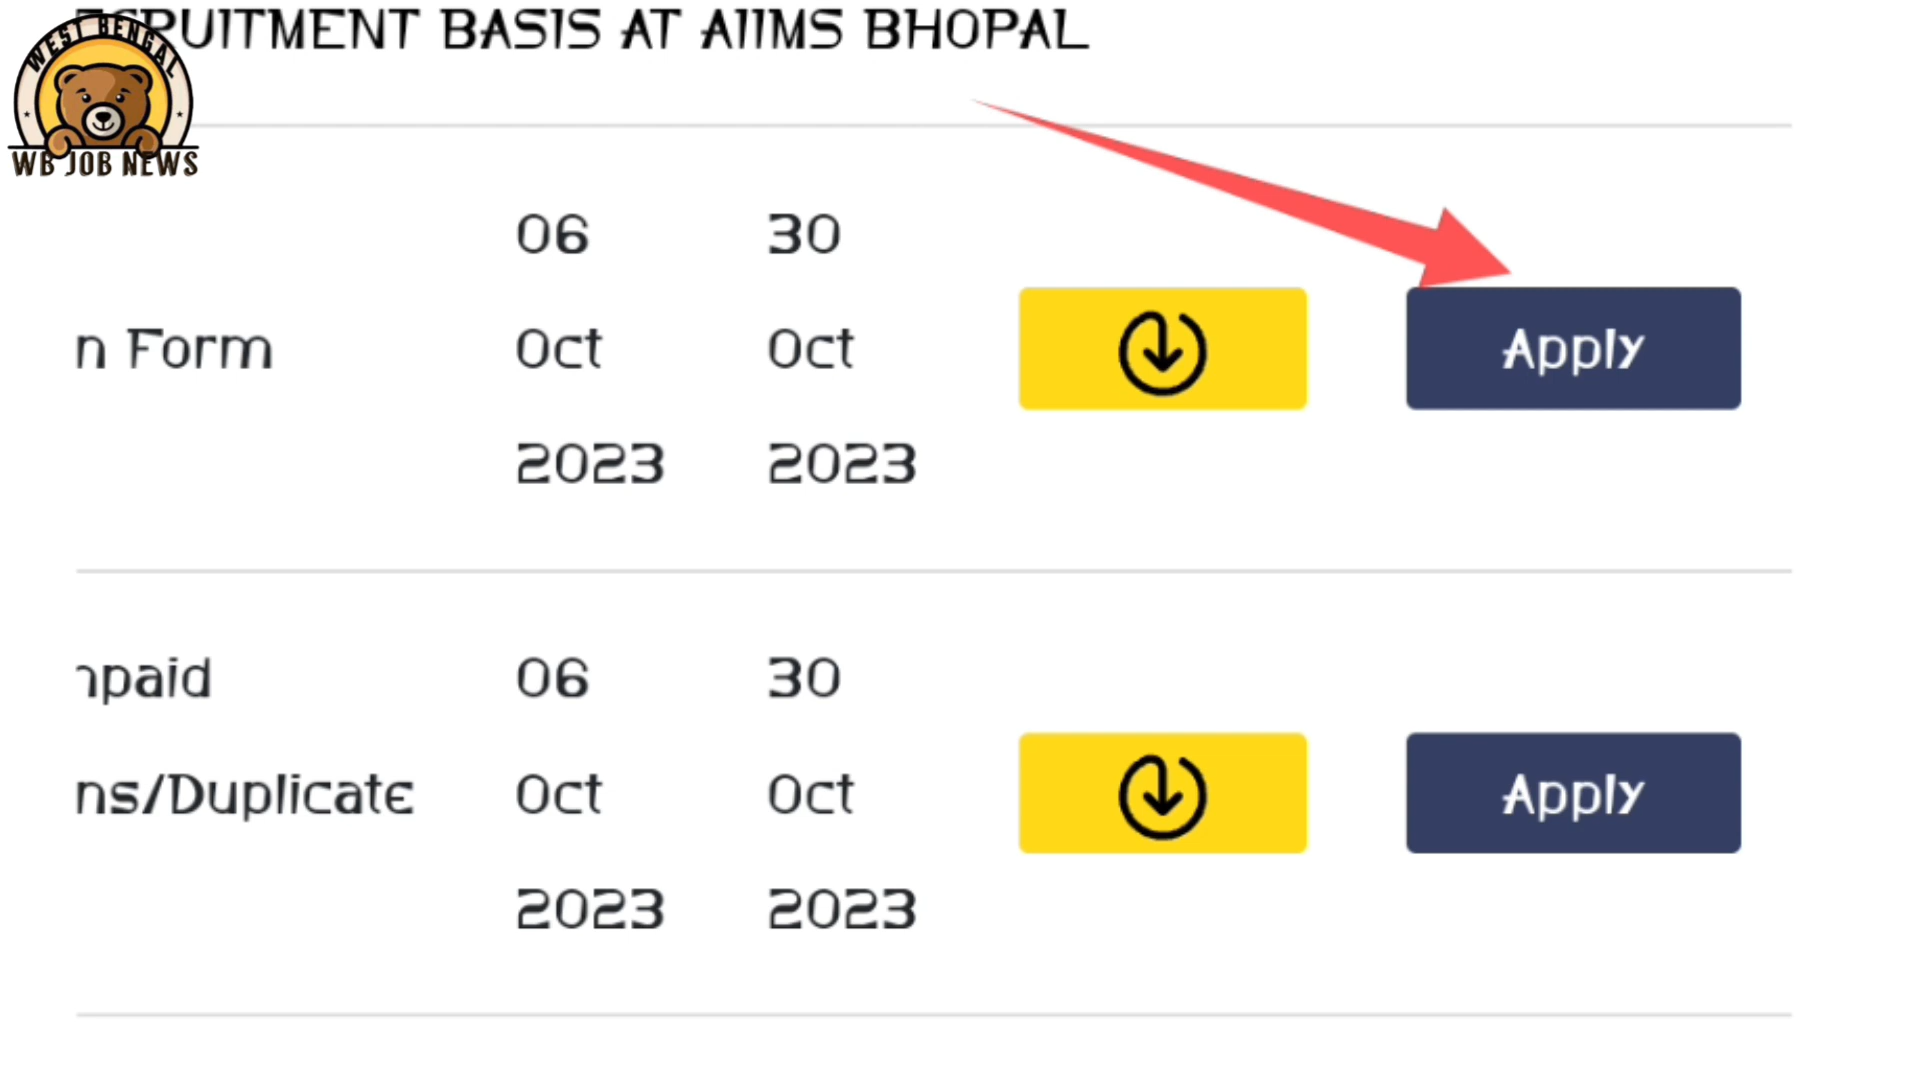 WEST BENGAL
WB JOB NEWS
BASIS AT AIIMS BHOPAL
06 30
n Form Oct Oct Apply
2023 2023
06 30
npaid
ns/Duplicate Oct Oct Apply
2023 2023